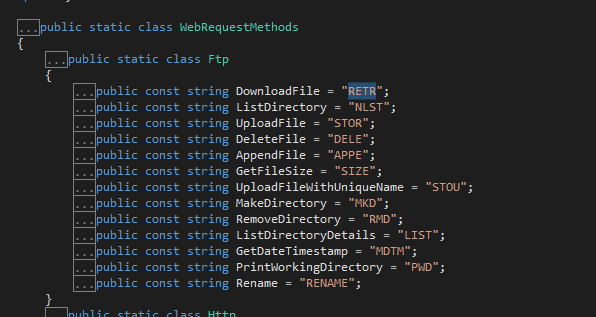 ...public static class WebRequestMethods
{
...public static class Ftp
{
...public const string DownloadFile = "RETR";
...public const string ListDirectory = "NLST";
...public const string UploadFile = "STOR";
...public const string DeleteFile = "DELE";
...public const string AppendFile = "APPE";
...public const string GetFileSize = "SIZE";
...public const string UploadFileWithUniqueName = "STOU";
...public const string MakeDirectory = "MKD";
...public const string RemoveDirectory = "RMD";
...public const string ListDirectoryDetails = "LIST";
...public const string GetDateTimestamp = "MDTM";
...public const string PrintWorkingDirectory = "PWD";
...public const string Rename = "RENAME";
}
...public static class Http